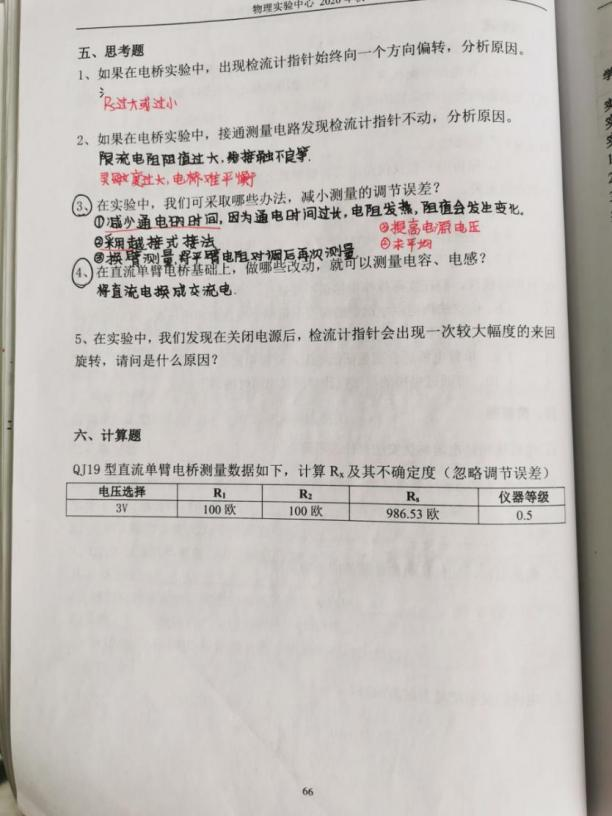 物理实验中心 2020 年
五、思考题
1、如果在电桥实验中，出现检流计指针始终向一个方向偏转，分析原因。
Rs过大或过小
2、如果在电桥实验中，接通测量电路发现检流计指针不动，分析原因。
限流电阻阻值过大，接触不良等.
灵敏度过大，电桥难平衡
3、在实验中，我们可采取哪些办法，减小测量的调节误差？
①减少通电的时间，因为通电时间过长，电阻发热，阻值会发生变化。
②采用越接式接法
③提高电源电压
③换臂测量，将平臂电阻对调后再次测量
④求平均
4、在直流单臂电桥基础上，做哪些改动，就可以测量电容、电感？
将直流电换成交流电
5、在实验中，我们发现在关闭电源后，检流计指针会出现一次较大幅度的来回
旋转，请问是什么原因？
六、计算题
QJ19 型直流单臂电桥测量数据如下，计算 Rx 及其不确定度（忽略调节误差）
电压选择 R1 R2 Rs 仪器等级
3V 100 欧 100 欧 986.53 欧 0.5
66